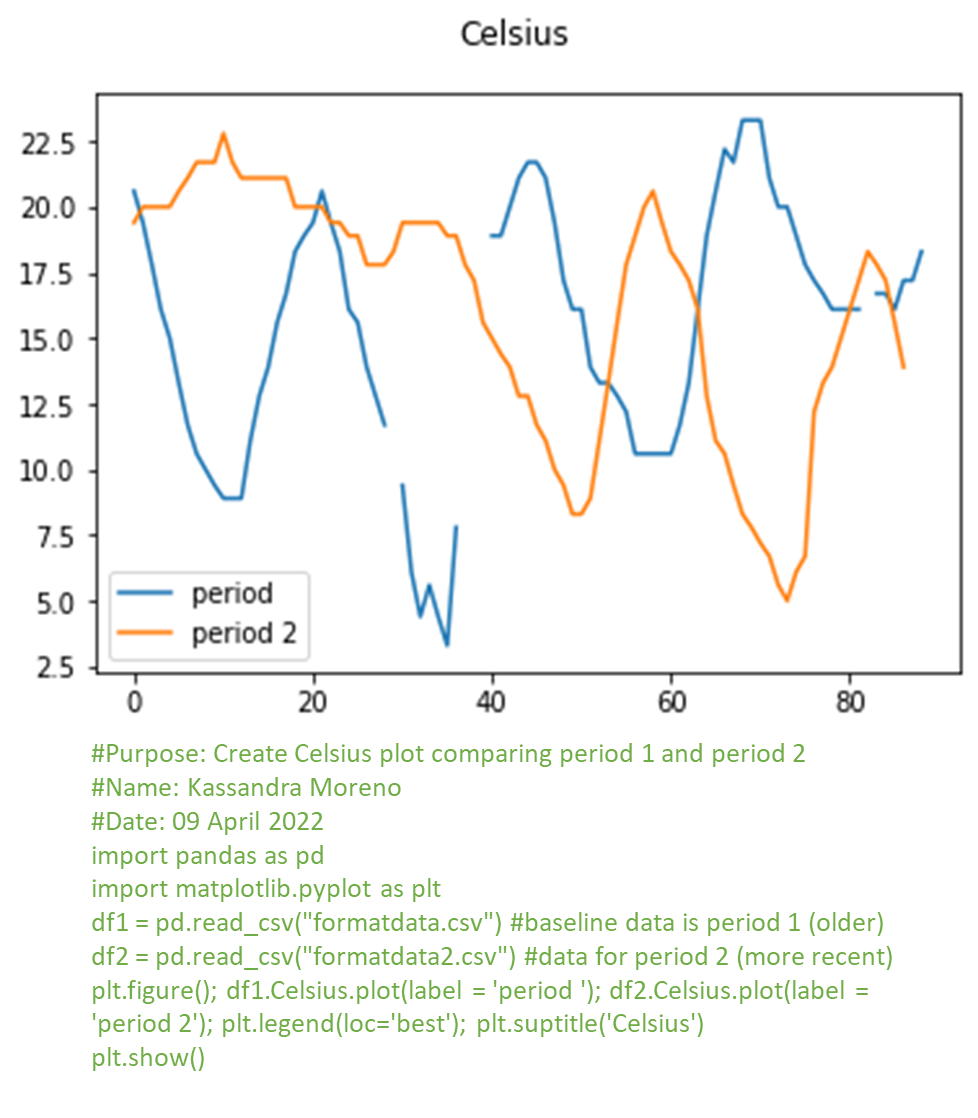 Celsius
22.5
20.0
17.5
15.0
12.5
10.0
7.5
5.0
2.5
period
period 2
0 20 40 60 80
#Purpose: Create Celsius plot comparing period 1 and period 2
#Name: Kassandra Moreno
#Date: 09 April 2022
import pandas as pd
import matplotlib.pyplot as plt
df1 = pd.read_csv("formatdata.csv") #baseline data is period 1 (older)
df2 = pd.read_csv("formatdata2.csv") #data for period 2 (more recent)
plt.figure(); df1.Celsius.plot(label = 'period '); df2.Celsius.plot(label =
'period 2'); plt.legend(loc='best'); plt.suptitle('Celsius')
plt.show()